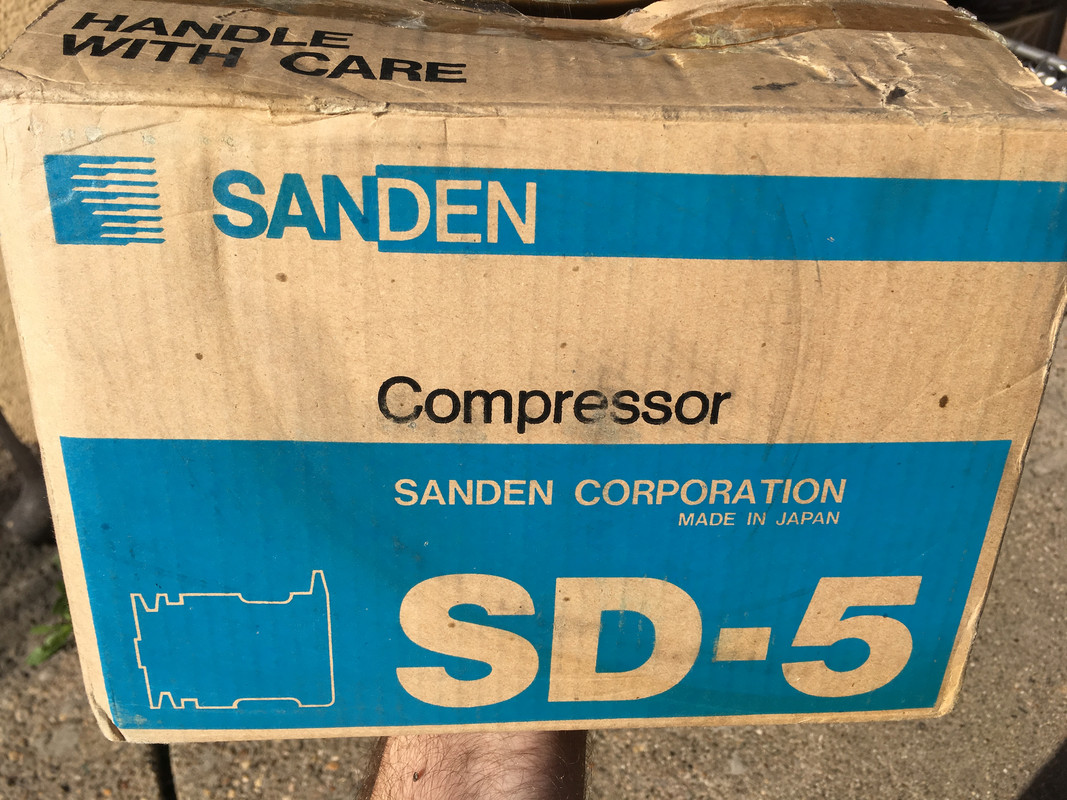 HANDLE
WITH CARE
SANDEN
Compressor
SANDEN CORPORATION
MADE IN JAPAN
SD-5